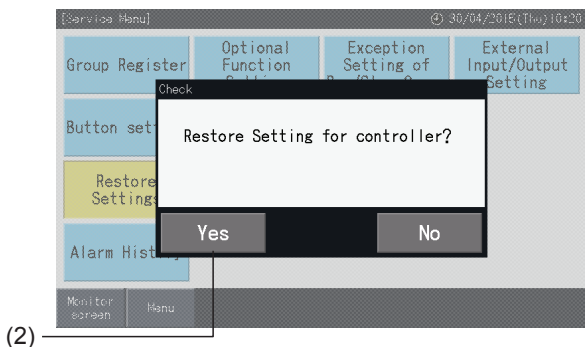 [Service Menu]
30/04/2015(Thu)10:20
Group Register
Optional
Function
Exception
Setting of
External
Input/Output
Setting
Check
Button set
Restore Setting for controller?
Restore
Settings
Yes
No
Alarm Hist
Monitor
screen
Menu
(2)